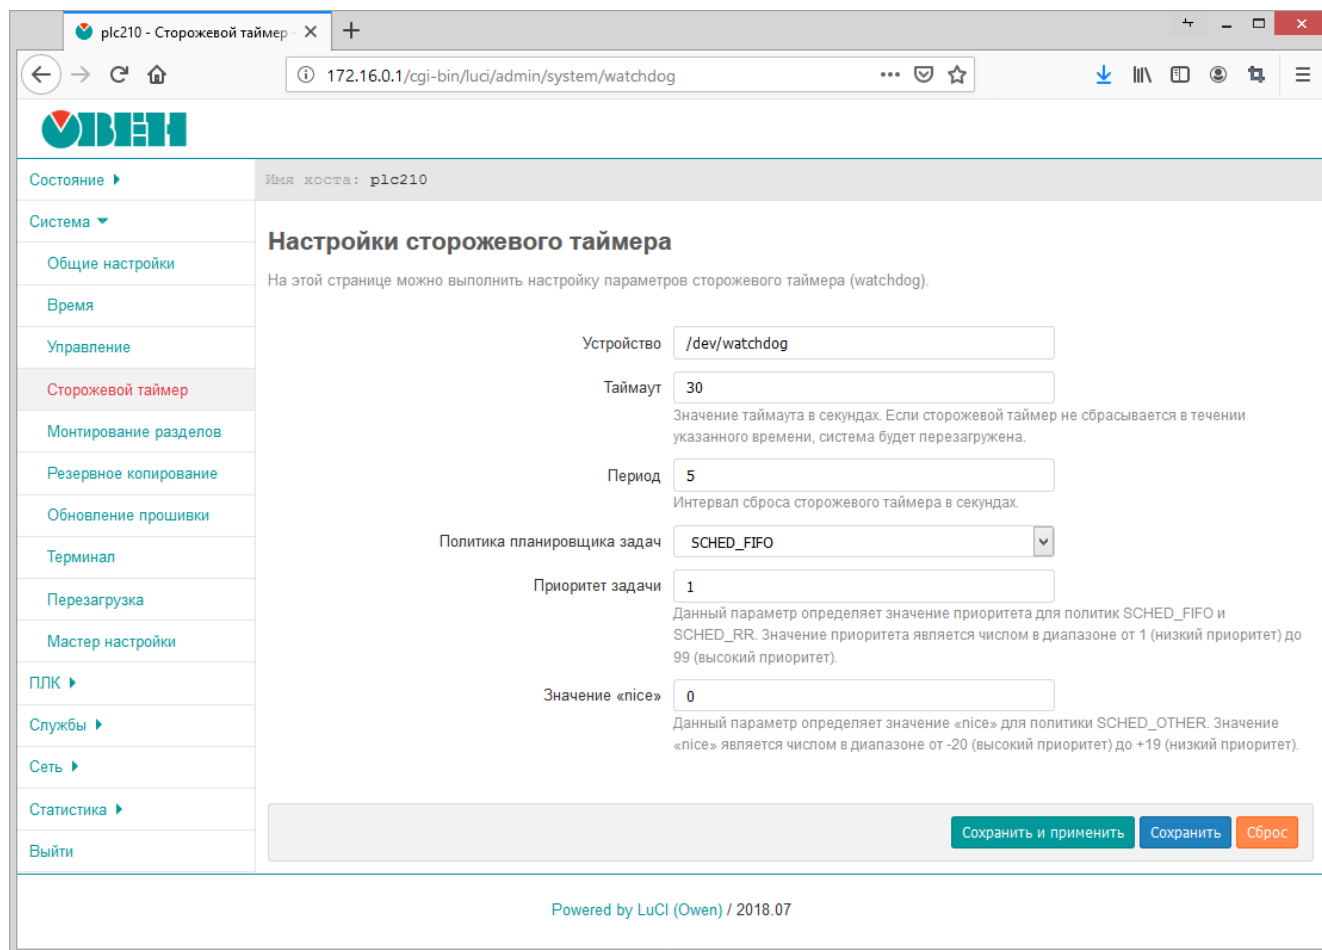 plc210 - Сторожевой таймер -
172.16.0.1/cgi-bin/luci/admin/system/watchdog
ОВЕН
Состояние
Имя хоста: plc210
Система
Настройки сторожевого таймера
Общие настройки
На этой странице можно выполнить настройку параметров сторожевого таймера (watchdog).
Время
Управление
Устройство /dev/watchdog
Сторожевой таймер
Таймаут 30
Значение таймаута в секундах. Если сторожевой таймер не сбрасывается в течении
указанного времени, система будет перезагружена.
Монтирование разделов
Резервное копирование
Период 5
Интервал сброса сторожевого таймера в секундах.
Обновление прошивки
Политика планировщика задач SCHED_FIFO
Терминал
Приоритет задачи 1
Перезагрузка
Данный параметр определяет значение приоритета для политик SCHED_FIFO и
SCHED_RR. Значение приоритета является числом в диапазоне от 1 (низкий приоритет) до
99 (высокий приоритет).
Мастер настройки
ПЛК
Значение «nice» 0
Данный параметр определяет значение «nice» для политики SCHED_OTHER. Значение
«nice» является числом в диапазоне от -20 (высокий приоритет) до +19 (низкий приоритет).
Службы
Сеть
Статистика
Сохранить и применить Сохранить Сброс
Выйти
Powered by LuCI (Owen) / 2018.07